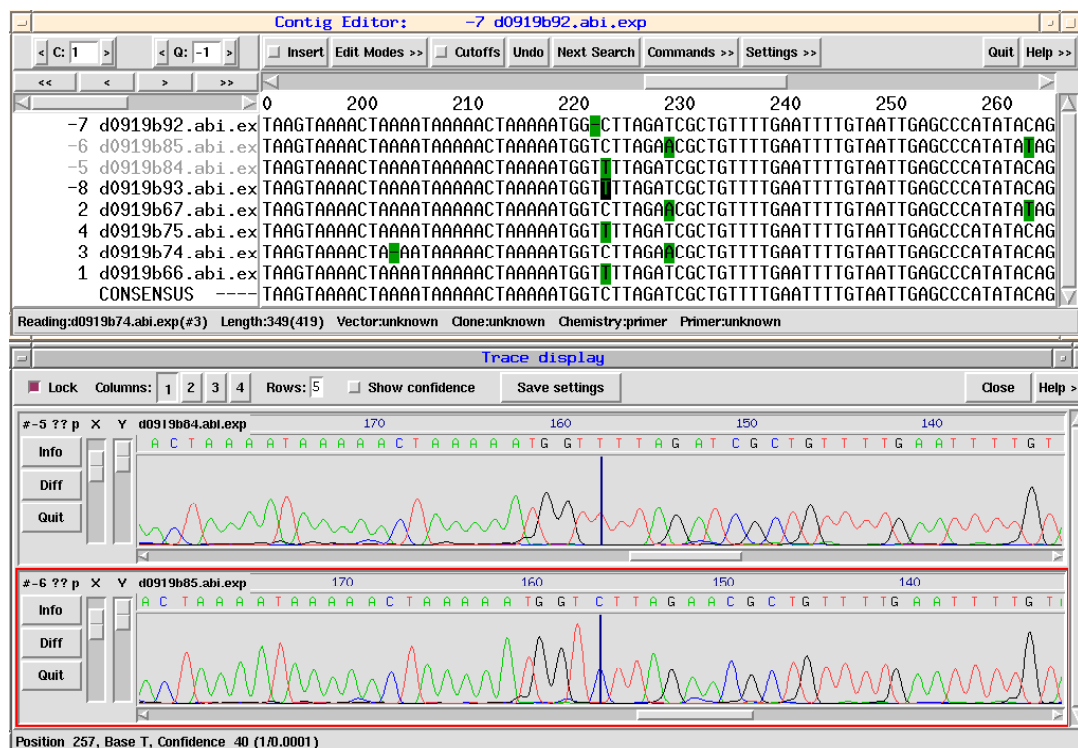 Contig Editor: -7 d0919b92.abi.exp
< C: 1 > < Q: -1 > Insert Edit Modes >> Cutoffs Undo Next Search Commands >> Settings >> Quit Help >>
<< < > >>
0 200 210 220 230 240 250 260
-7 d0919b92.abi.ex TAAGTAAAACTAAAATAAAAACTAAAAATGG-CTTAGATCGCTGTTTTGAATTTTGTAATTGAGCCCATATACAG
-6 d0919b85.abi.ex TAAGTAAAACTAAAATAAAAACTAAAAATGGTCTTAGAACGCTGTTTTGAATTTTGTAATTGAGCCCATATATAG
-5 d0919b84.abi.ex TAAGTAAAACTAAAATAAAAACTAAAAATGGTTTTAGATCGCTGTTTTGAATTTTGTAATTGAGCCCATATACAG
-8 d0919b93.abi.ex TAAGTAAAACTAAAATAAAAACTAAAAATGGTTTTAGATCGCTGTTTTGAATTTTGTAATTGAGCCCATATACAG
2 d0919b67.abi.ex TAAGTAAAACTAAAATAAAAACTAAAAATGGTCTTAGAACGCTGTTTTGAATTTTGTAATTGAGCCCATATATAG
4 d0919b75.abi.ex TAAGTAAAACTAAAATAAAAACTAAAAATGGTTTTAGATCGCTGTTTTGAATTTTGTAATTGAGCCCATATACAG
3 d0919b74.abi.ex TAAGTAAAACTA-AATAAAAACTAAAAATGGTCTTAGAACGCTGTTTTGAATTTTGTAATTGAGCCCATATACAG
1 d0919b66.abi.ex TAAGTAAAACTAAAATAAAAACTAAAAATGGTTTTAGATCGCTGTTTTGAATTTTGTAATTGAGCCCATATACAG
CONSENSUS ---- TAAGTAAAACTAAAATAAAAACTAAAAATGGTCTTAGATCGCTGTTTTGAATTTTGTAATTGAGCCCATATACAG
Reading:d0919b74.abi.exp(#3) Length:349(419) Vector:unknown Clone:unknown Chemistry:primer Primer:unknown
Trace display
Lock Columns: 1 2 3 4 Rows: 5 Show confidence Save settings Close Help >
#-5 ?? p X Y d0919b84.abi.exp 170 160 150 140
A C T A A A A T A A A A A C T A A A A A T G G T T T T A G A T C G C T G T T T T G A A T T T T G T
Info
Diff
Quit
#-6 ?? p X Y d0919b85.abi.exp 170 160 150 140
A C T A A A A T A A A A A C T A A A A A T G G T C T T A G A A C G C T G T T T T G A A T T T T G T
Info
Diff
Quit
Position 257, Base T, Confidence 40 (1/0.0001)